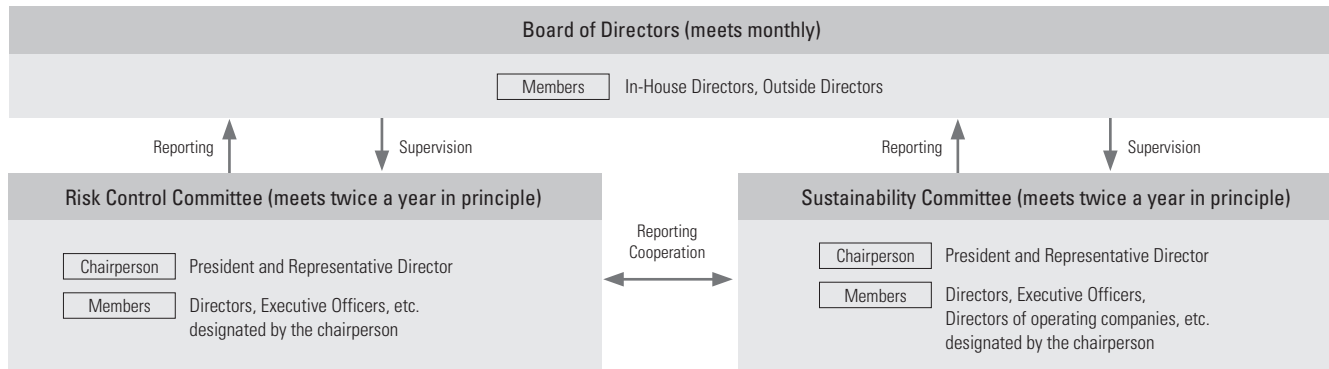 Board of Directors (meets monthly)
Members In-House Directors, Outside Directors
Reporting Supervision Reporting Supervision
Risk Control Committee (meets twice a year in principle)
Chairperson President and Representative Director
Members Directors, Executive Officers, etc.
designated by the chairperson
Reporting
Cooperation
Sustainability Committee (meets twice a year in principle)
Chairperson President and Representative Director
Members Directors, Executive Officers,
Directors of operating companies, etc.
designated by the chairperson